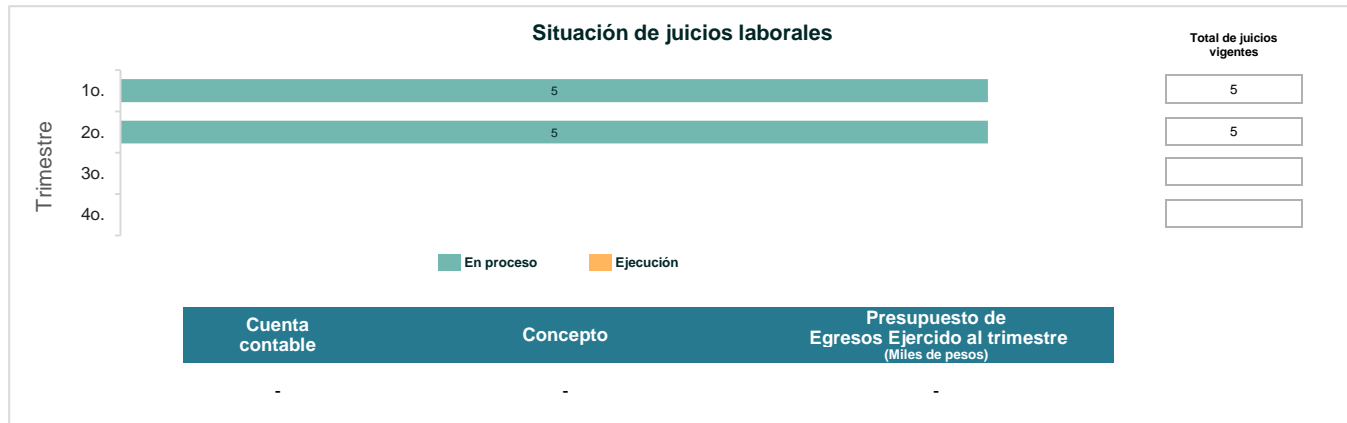 Situación de juicios laborales
Total de juicios
vigentes
Trimestre
1o.
5
5
2o.
5
5
3o.
4o.
En proceso
Ejecución
Cuenta
contable
Concepto
Presupuesto de
Egresos Ejercido al trimestre
(Miles de pesos)
-
-
-